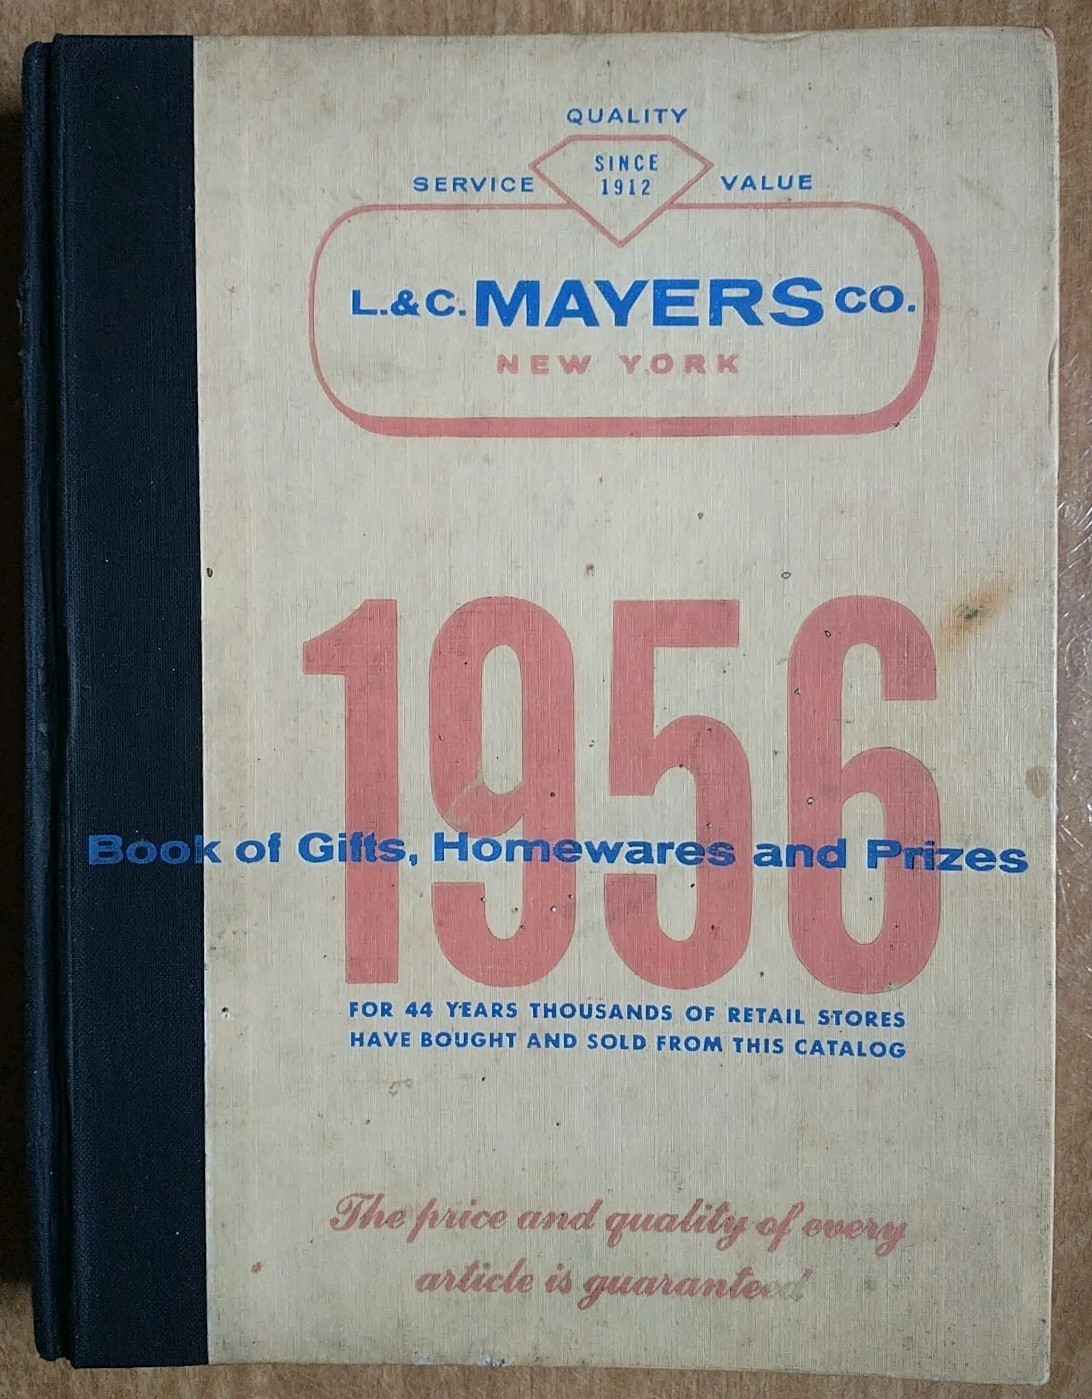 QUALITY
SERVICE SINCE VALUE
1912
L.&C. MAYERS CO.
NEW YORK
1956
Book of Gifts, Homewares and Prizes
FOR 44 YEARS THOUSANDS OF RETAIL STORES
HAVE BOUGHT AND SOLD FROM THIS CATALOG
The price and quality of every
article is guaranteed